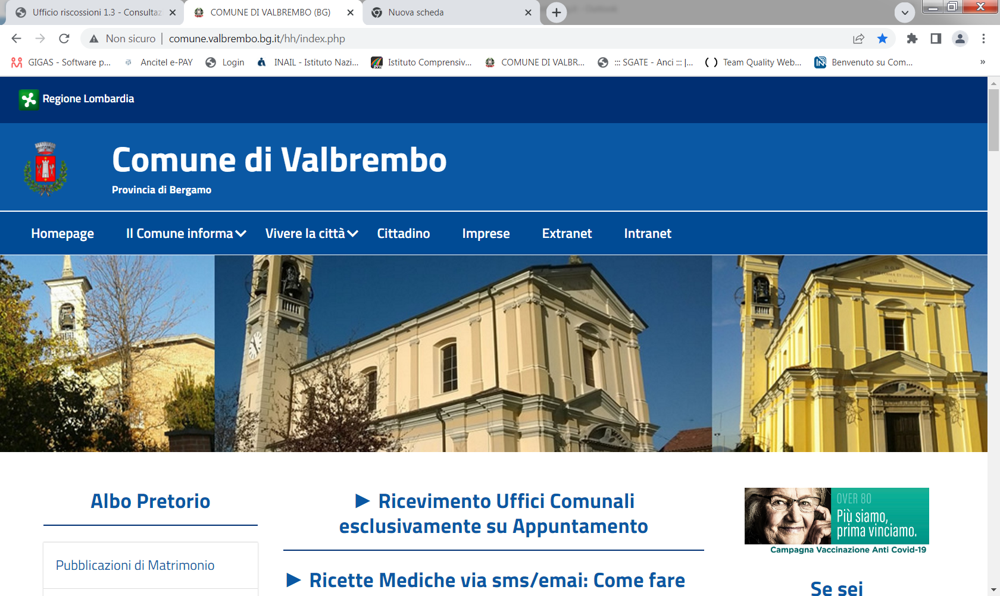 Ufficio riscossioni 1.3 - Consultaz
COMUNE DI VALBREMBO (BG)
Nuova scheda
Non sicuro | comune.valbrembo.bg.it/hh/index.php
GIGAS - Software p...
Ancitel e-PAY
Login
INAIL - Istituto Nazi...
Istituto Comprensiv...
COMUNE DI VALBR...
::: SGATE - Anci ::: |...
Team Quality Web...
Benvenuto su Com...
»
Regione Lombardia
Comune di Valbrembo
Provincia di Bergamo
Homepage
Il Comune informa
Vivere la città
Cittadino
Imprese
Extranet
Intranet
Albo Pretorio
Pubblicazioni di Matrimonio
► Ricevimento Uffici Comunali
esclusivamente su Appuntamento
► Ricette Mediche via sms/emai: Come fare
OVER 80
Più siamo,
prima vinciamo.
Campagna Vaccinazione Anti Covid-19
Se sei